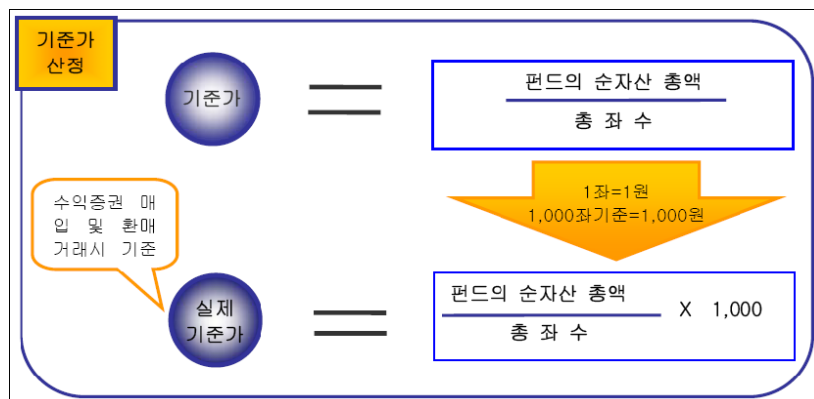 기준가
산정
기준가
펀드의 순자산 총액
총 좌 수
1좌=1원
1,000좌기준=1,000원
수익증권 매
입 및 환매
거래시 기준
실제
기준가
펀드의 순자산 총액
총 좌 수
X 1,000